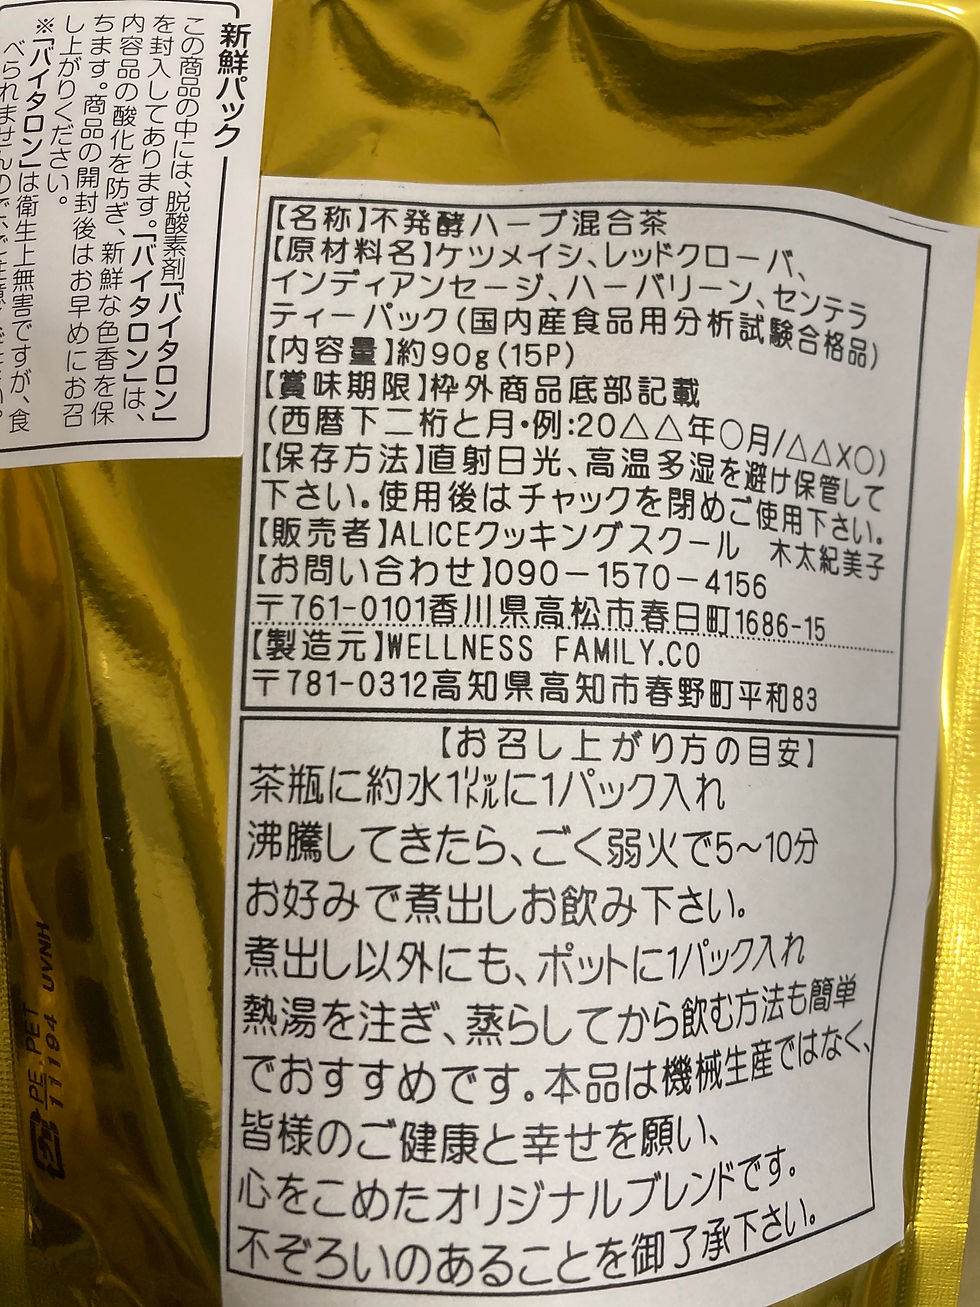 新鮮パック
この商品の中には、脱酸素剤「バイタロン」
を封入してあります。「バイタロン」は、
内容品の酸化を防ぎ、新鮮な色香を保
ちます。商品の開封後はお早めにお召
し上がりください。
※「バイタロン」は衛生上無害ですが、食
【名称】不発酵ハーブ混合茶
【原材料名】ケツメイシ、レッドクローバ、
インディアンセージ、ハーバリーン、センテラ
ティーパック(国内産食品用分析試験合格品)
【内容量】約90g(15P)
【賞味期限】枠外商品底部記載
(西暦下二桁と月・例:20△△年〇月/△△X〇)
【保存方法】直射日光、高温多湿を避け保管して
下さい。使用後はチャックを閉めご使用下さい。
【販売者】ALICEクッキングスクール 木太紀美子
【お問い合わせ】090-1570-4156
〒761-0101香川県高松市春日町1686-15
【製造元】WELLNESS FAMILY.CO
〒781-0312高知県高知市春野町平和83
【お召し上がり方の目安】
茶瓶に約水1㍑に1パック入れ
沸騰してきたら、ごく弱火で5~10分
お好みで煮出しお飲み下さい。
煮出し以外にも、ポットに1パック入れ
熱湯を注ぎ、蒸らしてから飲む方法も簡単
でおすすめです。本品は機械生産ではなく、
皆様のご健康と幸せを願い、
心をこめたオリジナルブレンドです。
不ぞろいのあることを御了承下さい。
PE,PET
111194 UVNH